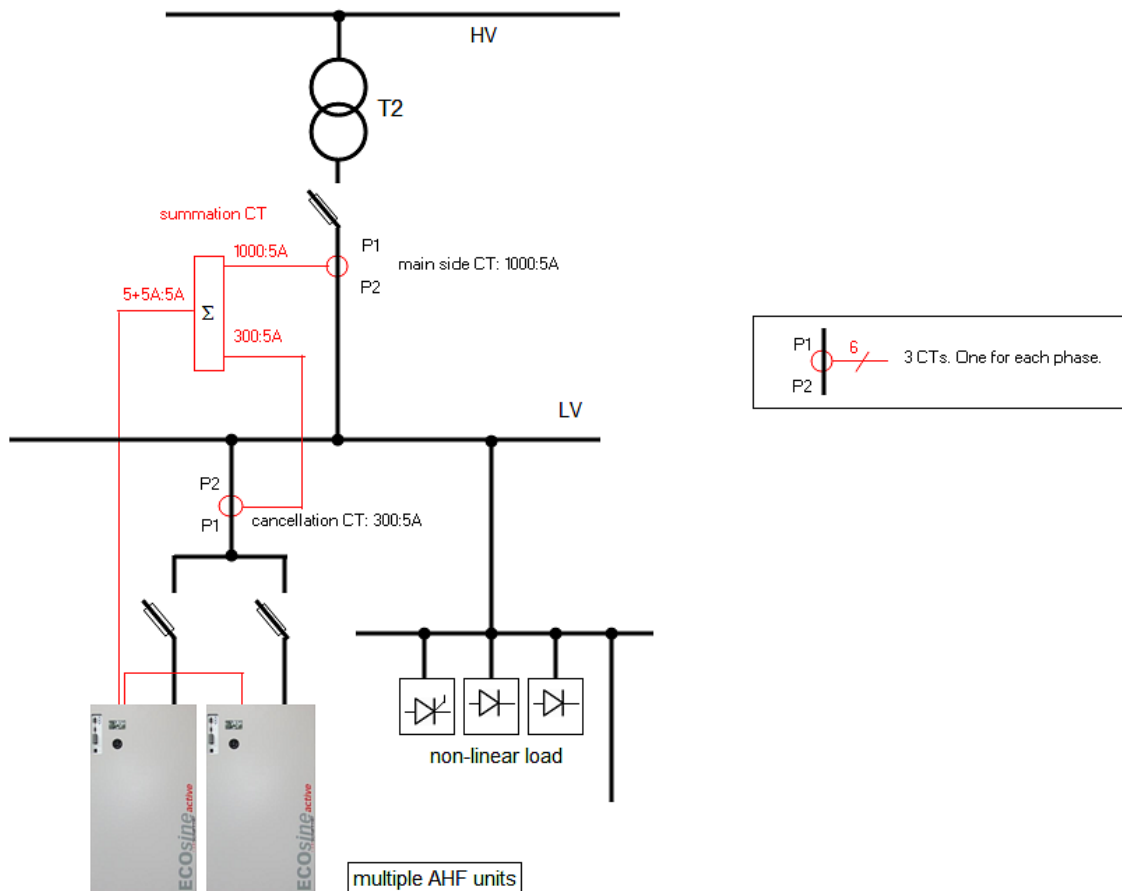 HV
T2
summation CT
1000:5A
P1
main side CT: 1000:5A
P2
5+5A:5A
Σ
300:5A
P1
6
3 CTs. One for each phase.
P2
LV
P2
P1
cancellation CT: 300:5A
non-linear load
ECOsine active
ECOsine active
multiple AHF units